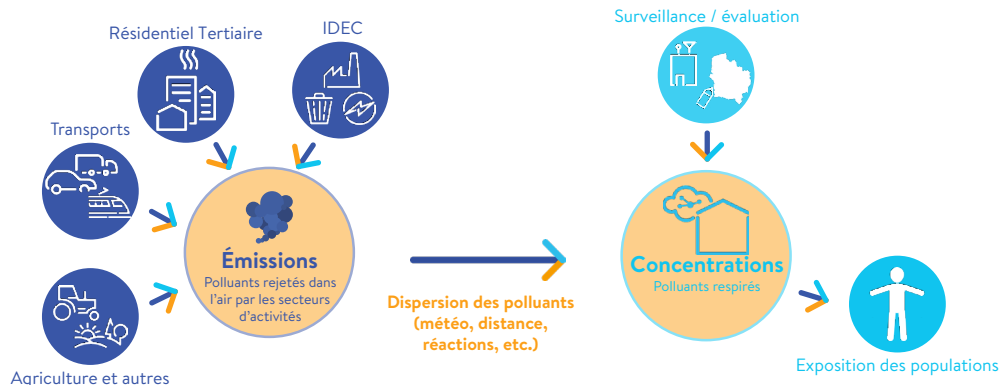 Résidentiel Tertiaire
IDEC
Transports
Agriculture et autres
Émissions
Polluants rejetés dans
l'air par les secteurs
d'activités
Dispersion des polluants
(météo, distance,
réactions, etc.)
Surveillance / évaluation
Concentrations
Polluants respirés
Exposition des populations